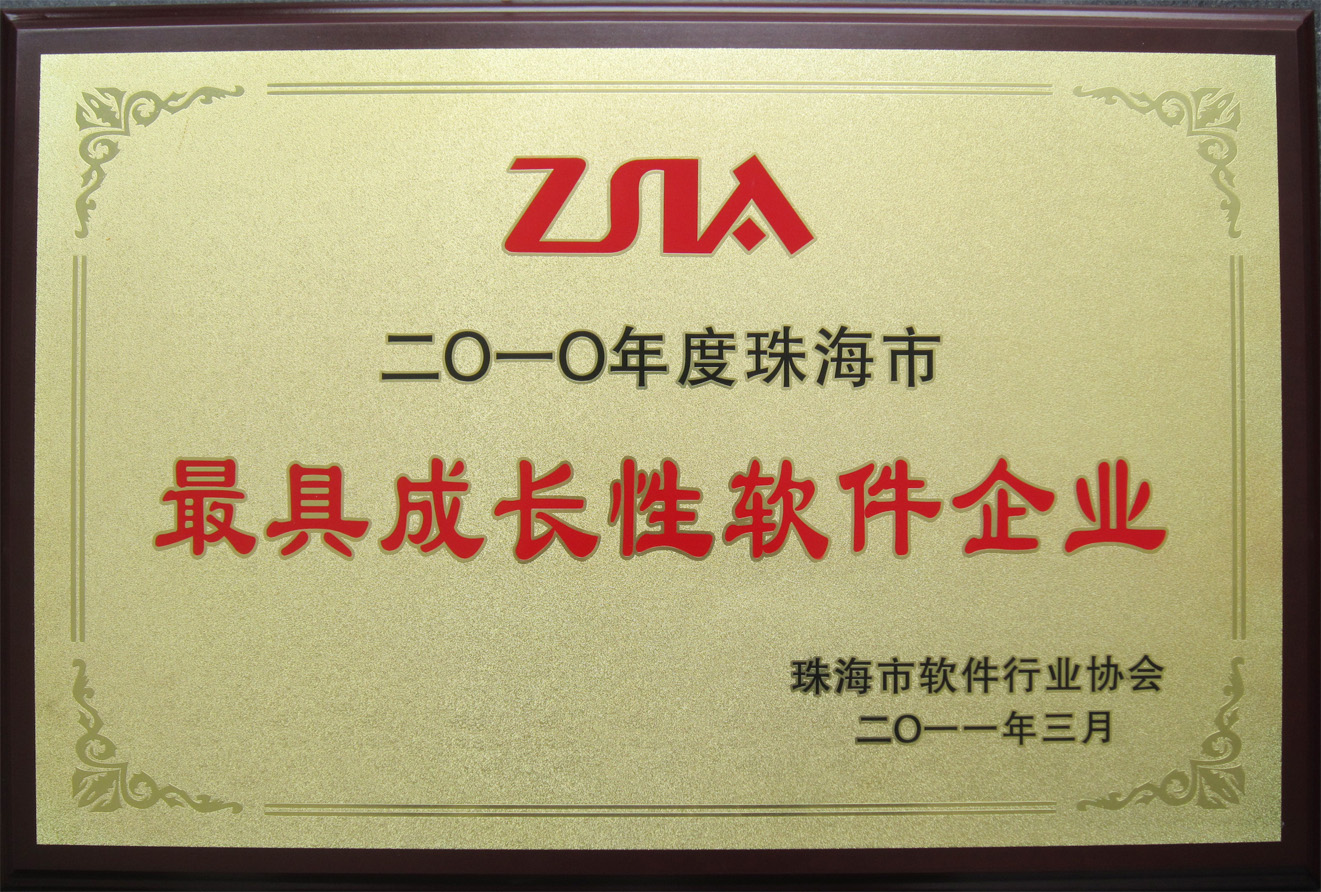 ZSIA
二〇一〇年度珠海市
最具成长性软件企业
珠海市软件行业协会
二〇一一年三月